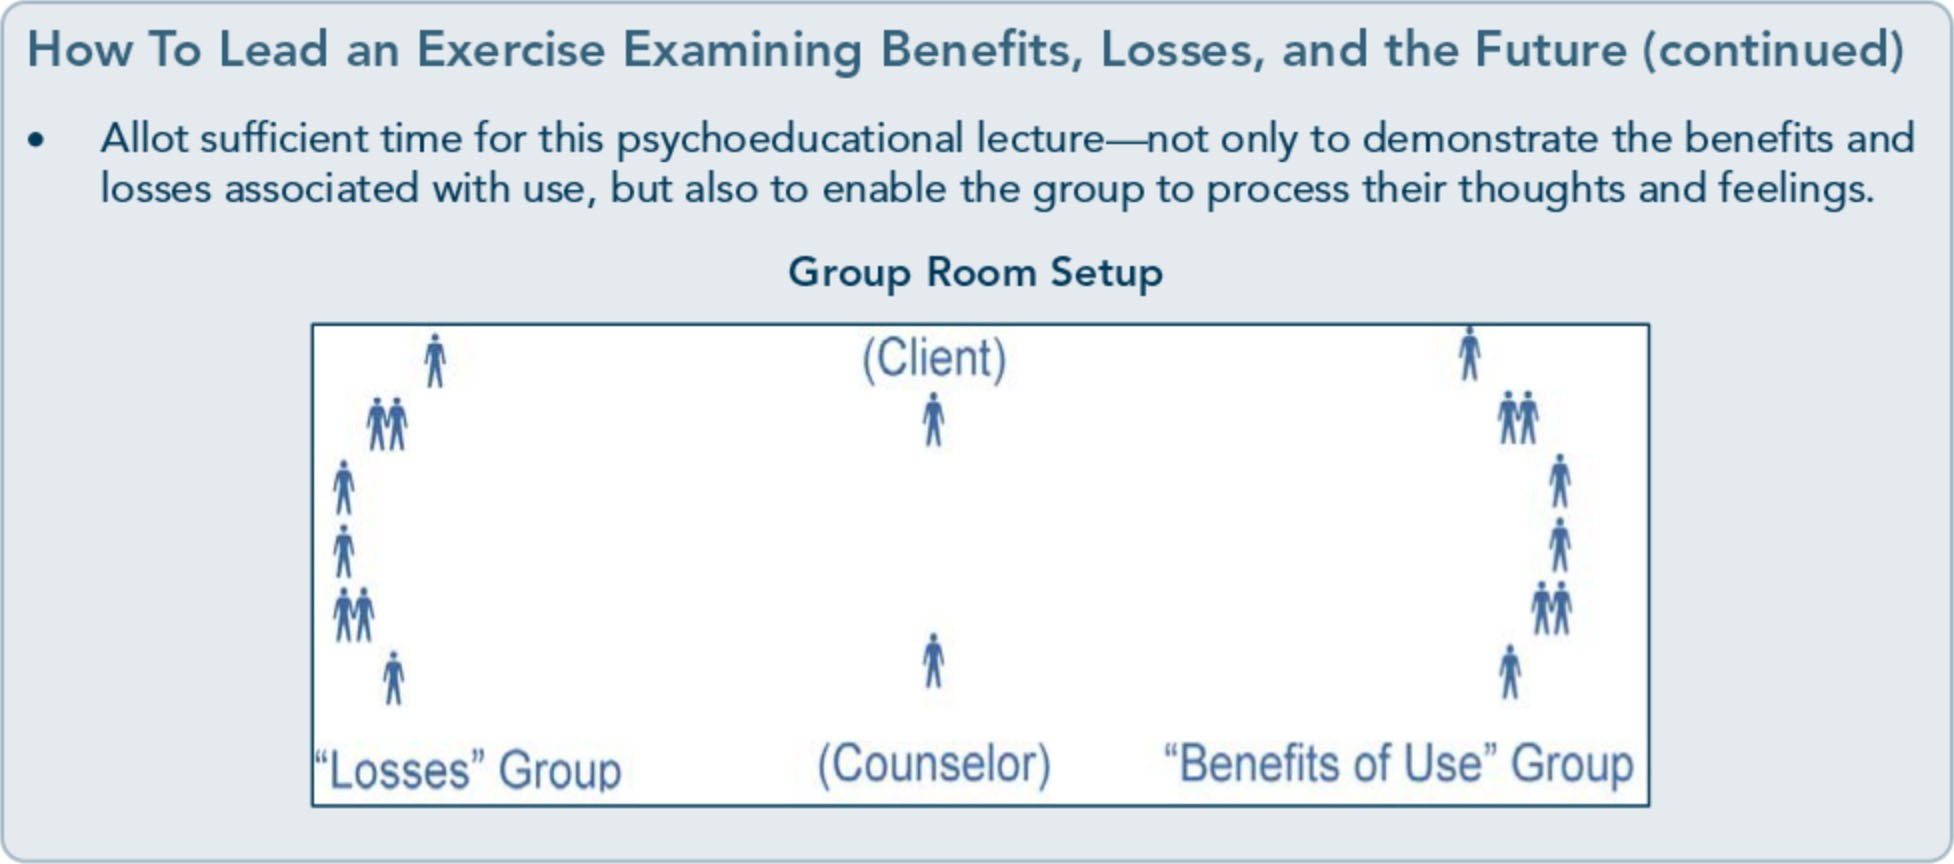 How To Lead an Exercise Examining Benefits, Losses, and the Future (continued)
• Allot sufficient time for this psychoeducational lecture—not only to demonstrate the benefits and
losses associated with use, but also to enable the group to process their thoughts and feelings.
Group Room Setup
(Client)
“Losses” Group
(Counselor)
“Benefits of Use” Group